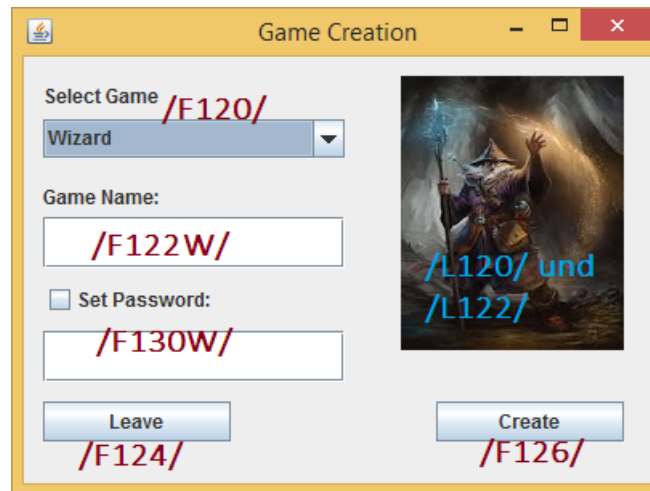 Game Creation
Select Game
/F120/
Wizard
Game Name:
/F122W/
/L120/ und
/L122/
Set Password:
/F130W/
Leave
Create
/F124/
/F126/